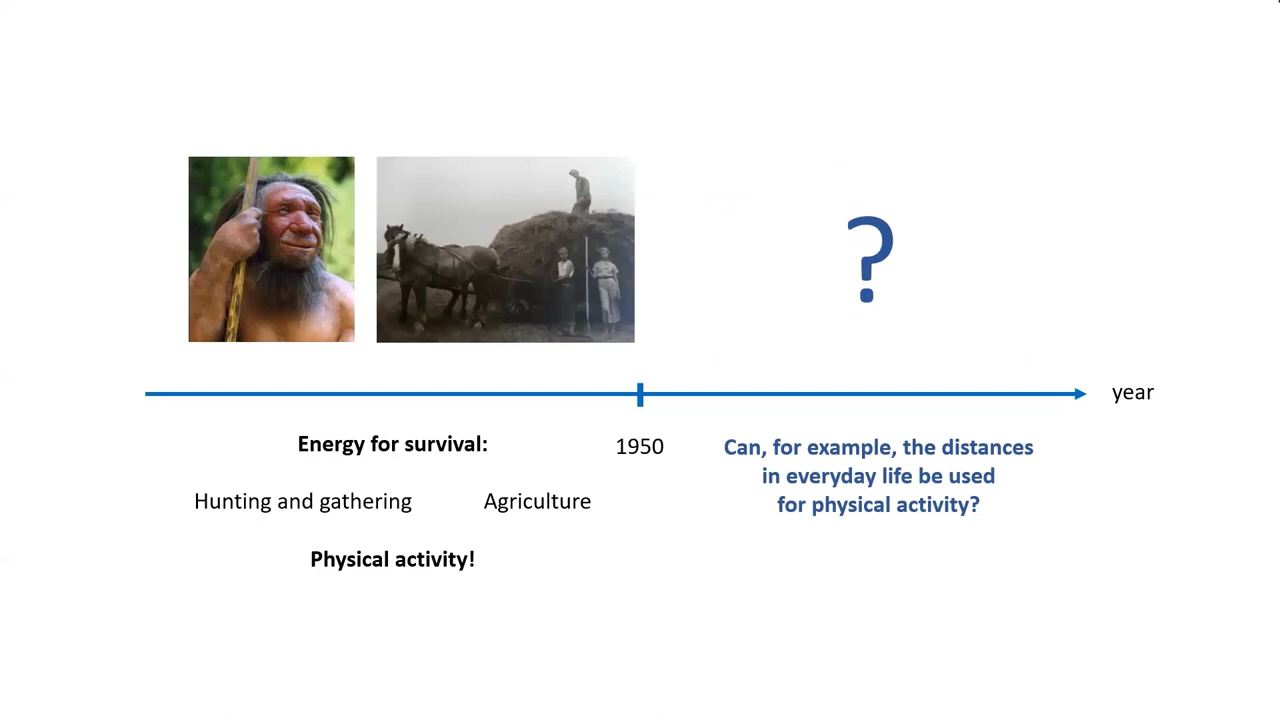 ?
year
Energy for survival:
1950
Can, for example, the distances
in everyday life be used
for physical activity?
Hunting and gathering
Agriculture
Physical activity!